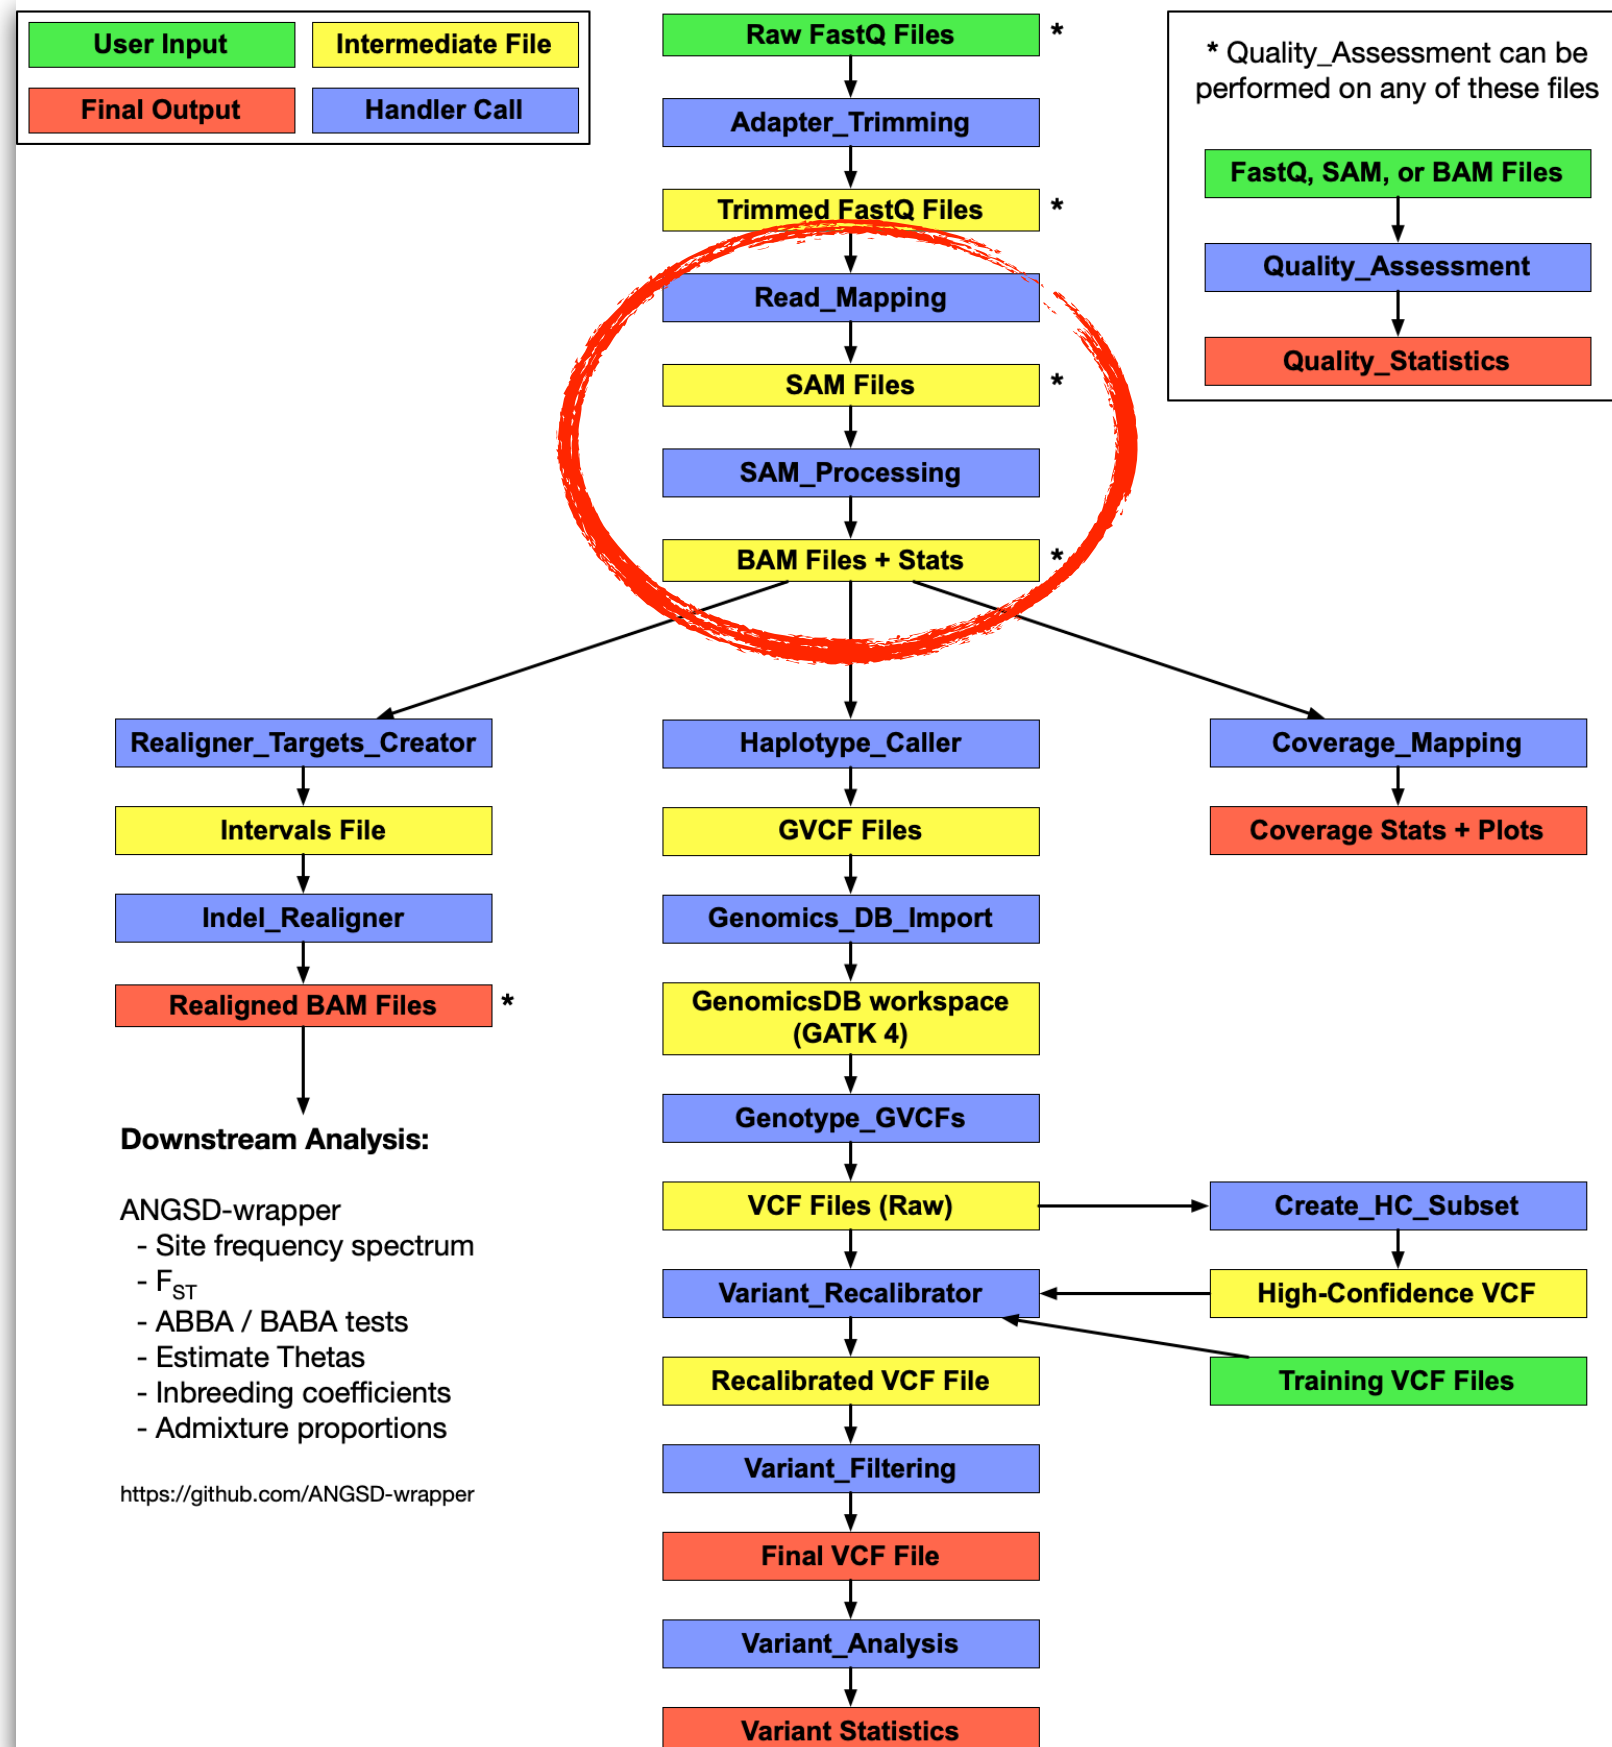 User Input
Intermediate File
Final Output
Handler Call
Raw FastQ Files *
Adapter_Trimming
Trimmed FastQ Files *
Read_Mapping
SAM Files *
SAM_Processing
BAM Files + Stats *
* Quality_Assessment can be
performed on any of these files
FastQ, SAM, or BAM Files
Quality_Assessment
Quality_Statistics
Realigner_Targets_Creator
Intervals File
Indel_Realigner
Realigned BAM Files *
Downstream Analysis:
ANGSD-wrapper
- Site frequency spectrum
- FST
- ABBA / BABA tests
- Estimate Thetas
- Inbreeding coefficients
- Admixture proportions
https://github.com/ANGSD-wrapper
Haplotype_Caller
GVCF Files
Genomics_DB_Import
GenomicsDB workspace
(GATK 4)
Genotype_GVCFs
VCF Files (Raw)
Variant_Recalibrator
Recalibrated VCF File
Variant_Filtering
Final VCF File
Variant_Analysis
Variant Statistics
Coverage_Mapping
Coverage Stats + Plots
Create_HC_Subset
High-Confidence VCF
Training VCF Files